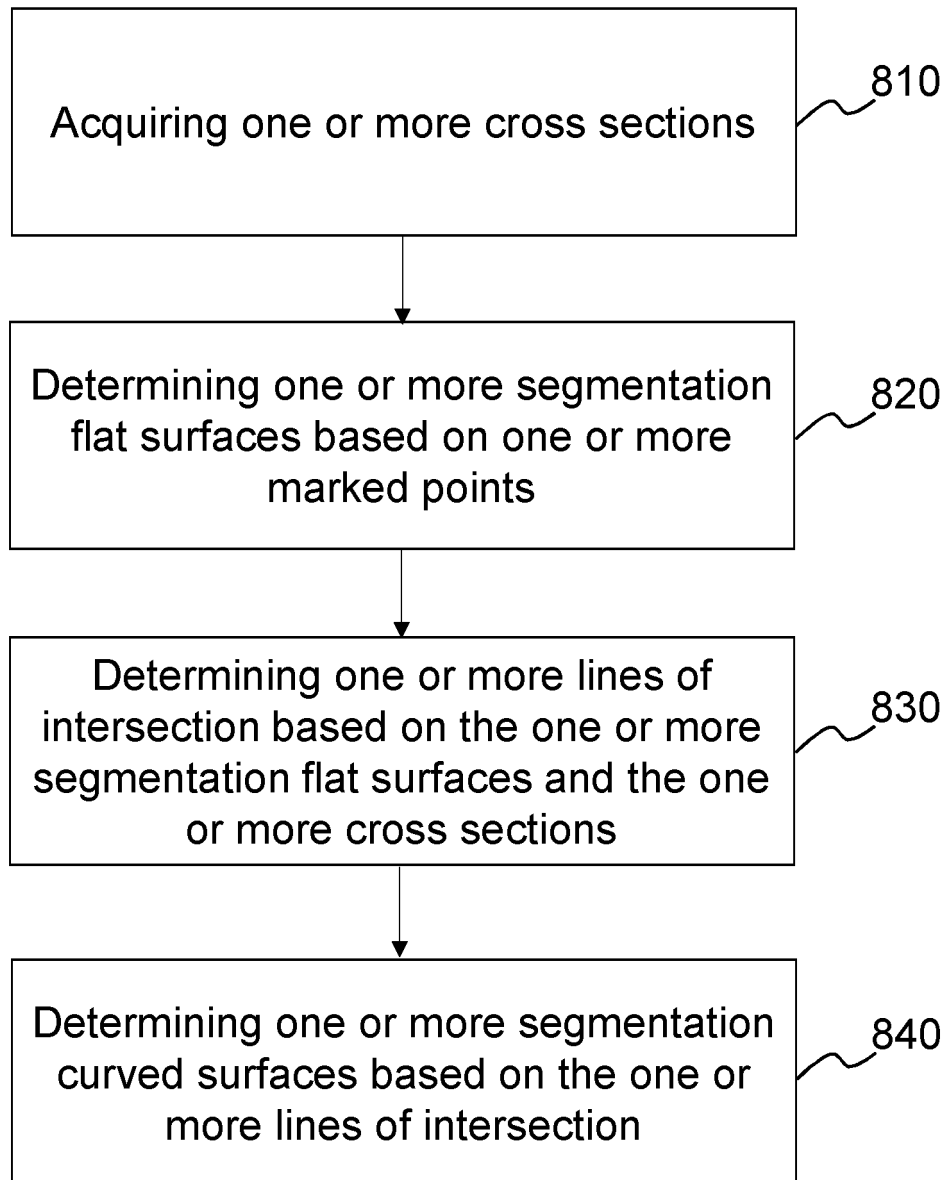 Acquiring one or more cross sections
810
Determining one or more segmentation
flat surfaces based on one or more
marked points
820
Determining one or more lines of
intersection based on the one or more
segmentation flat surfaces and the one
or more cross sections
830
Determining one or more segmentation
curved surfaces based on the one or
more lines of intersection
840